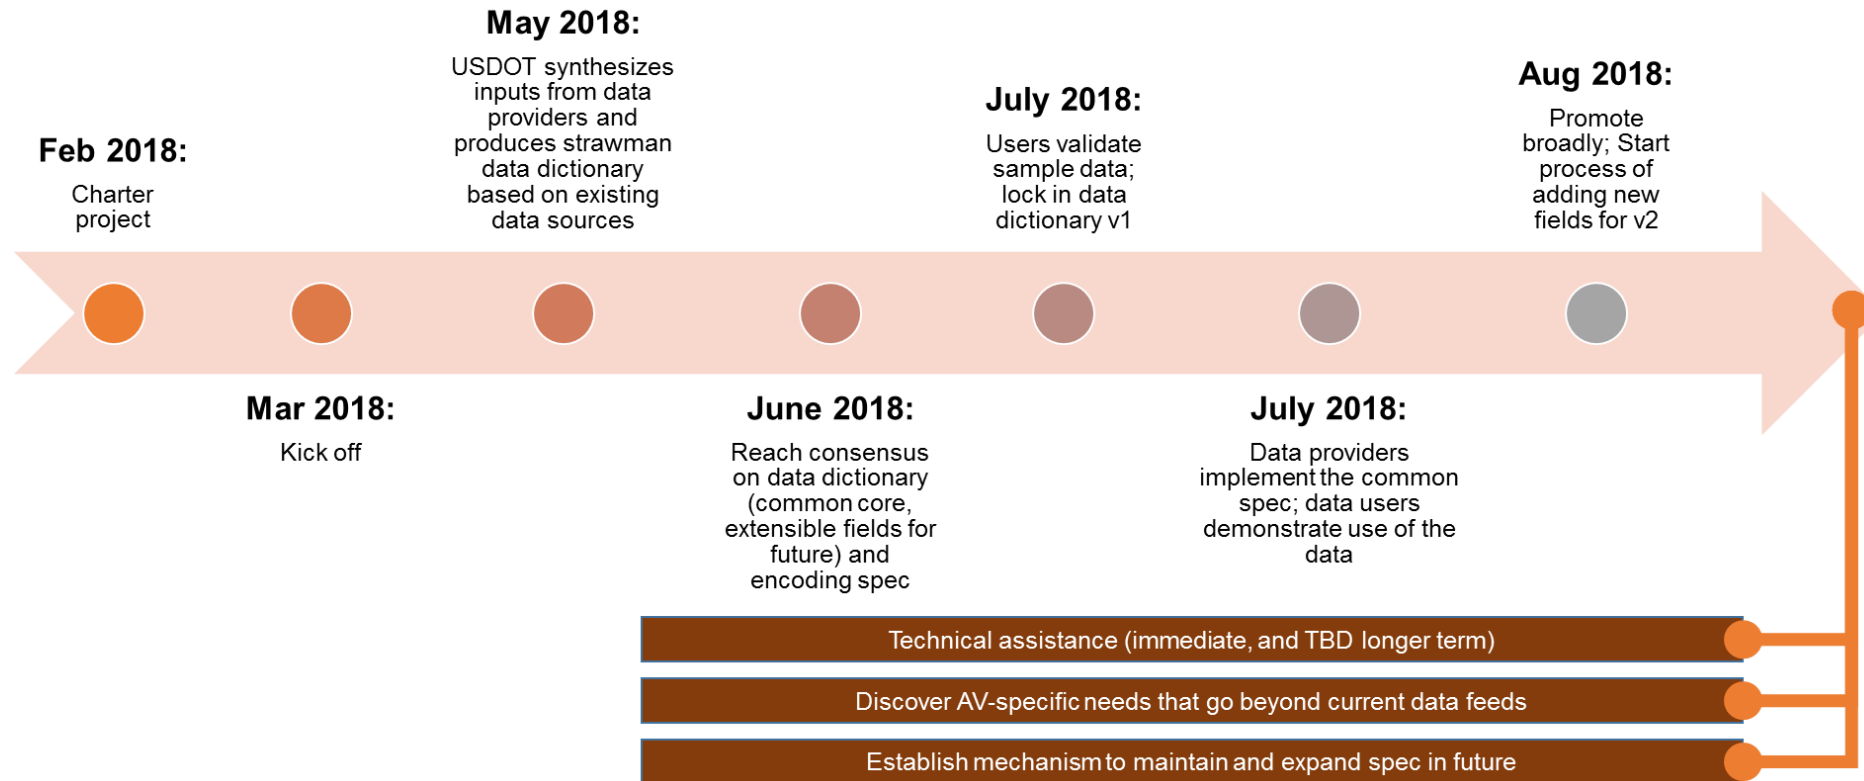 Feb 2018:
Charter
project
Mar 2018:
Kick off
May 2018:
USDOT synthesizes
inputs from data
providers and
produces strawman
data dictionary
based on existing
data sources
June 2018:
Reach consensus
on data dictionary
(common core,
extensible fields for
future) and
encoding spec
July 2018:
Users validate
sample data;
lock in data
dictionary v1
July 2018:
Data providers
implement the common
spec; data users
demonstrate use of the
data
Aug 2018:
Promote
broadly; Start
process of
adding new
fields for v2
Technical assistance (immediate, and TBD longer term)
Discover AV-specific needs that go beyond current data feeds
Establish mechanism to maintain and expand spec in future